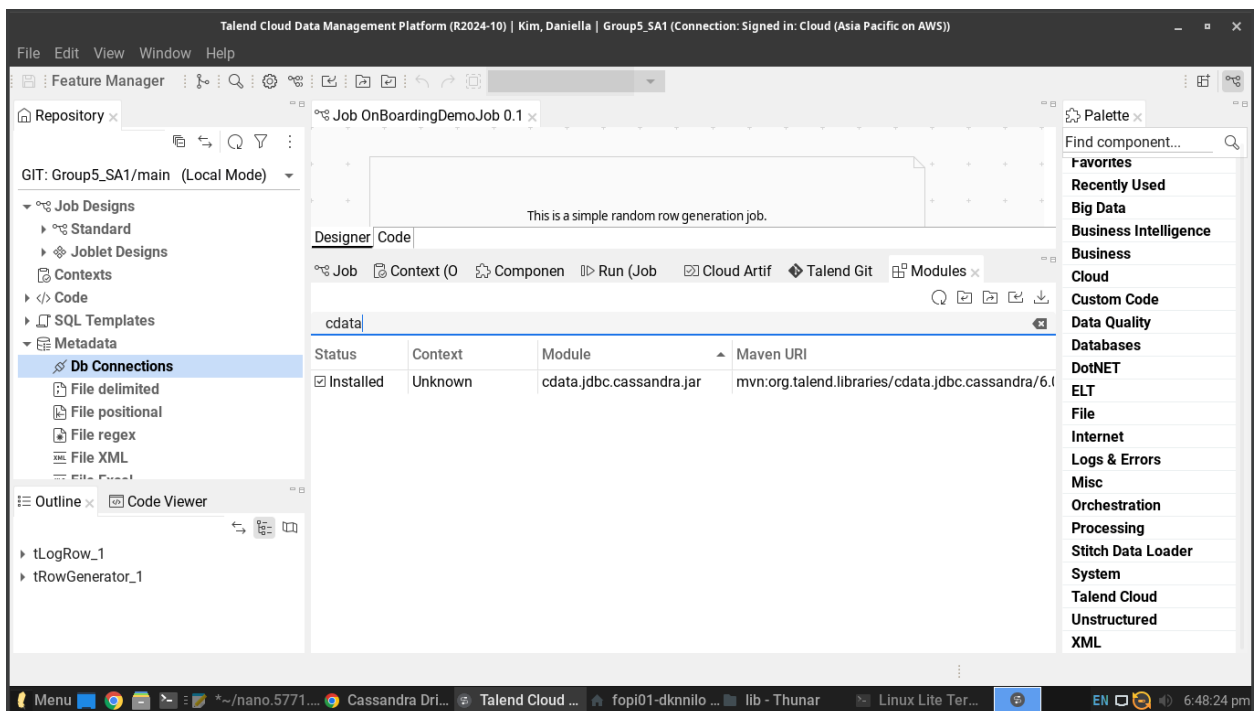 Talend Cloud Data Management Platform (R2024-10) | Kim, Daniella | Group5_SA1 (Connection: Signed in: Cloud (Asia Pacific on AWS))
File Edit View Window Help
Feature Manager
Repository
GIT: Group5_SA1/main (Local Mode)
Job Designs
Standard
Joblet Designs
Contexts
Code
SQL Templates
Metadata
Db Connections
File delimited
File positional
File regex
File XML
File Excel
Outline Code Viewer
tLogRow_1
tRowGenerator_1
Job OnBoardingDemoJob 0.1
This is a simple random row generation job.
Designer Code
Job Context (O Componen Run (Job Cloud Artif Talend Git Modules
cdata
Status Context Module Maven URI
Installed Unknown cdata.jdbc.cassandra.jar mvn:org.talend.libraries/cdata.jdbc.cassandra/6.0
Palette
Find component...
Favorites
Recently Used
Big Data
Business Intelligence
Business
Cloud
Custom Code
Data Quality
Databases
DotNET
ELT
File
Internet
Logs & Errors
Misc
Orchestration
Processing
Stitch Data Loader
System
Talend Cloud
Unstructured
XML
Menu *~/nano.5771.... Cassandra Dri... Talend Cloud ... fopi01-dknnilo ... lib - Thunar Linux Lite Ter... EN 6:48:24 pm